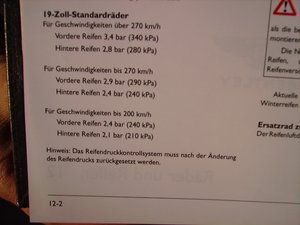 19-Zoll-Standardräder
Für Geschwindigkeiten über 270 km/h
Vordere Reifen 3,4 bar (340 kPa)
Hintere Reifen 2,8 bar (280 kPa)
Für Geschwindigkeiten bis 270 km/h
Vordere Reifen 2,9 bar (290 kPa)
Hintere Reifen 2,4 bar (240 kPa)
Für Geschwindigkeiten bis 200 km/h
Vordere Reifen 2,4 bar (240 kPa)
Hintere Reifen 2,1 bar (210 kPa)
Hinweis: Das Reifendruckkontrollsystem muss nach der Änderung
des Reifendrucks zurückgesetzt werden.
12-2
als die be
montieren
Die N
Reifen,
Reifen
Aktuelle
Winterreifen
Ersatzrad z
Der Reifenluft